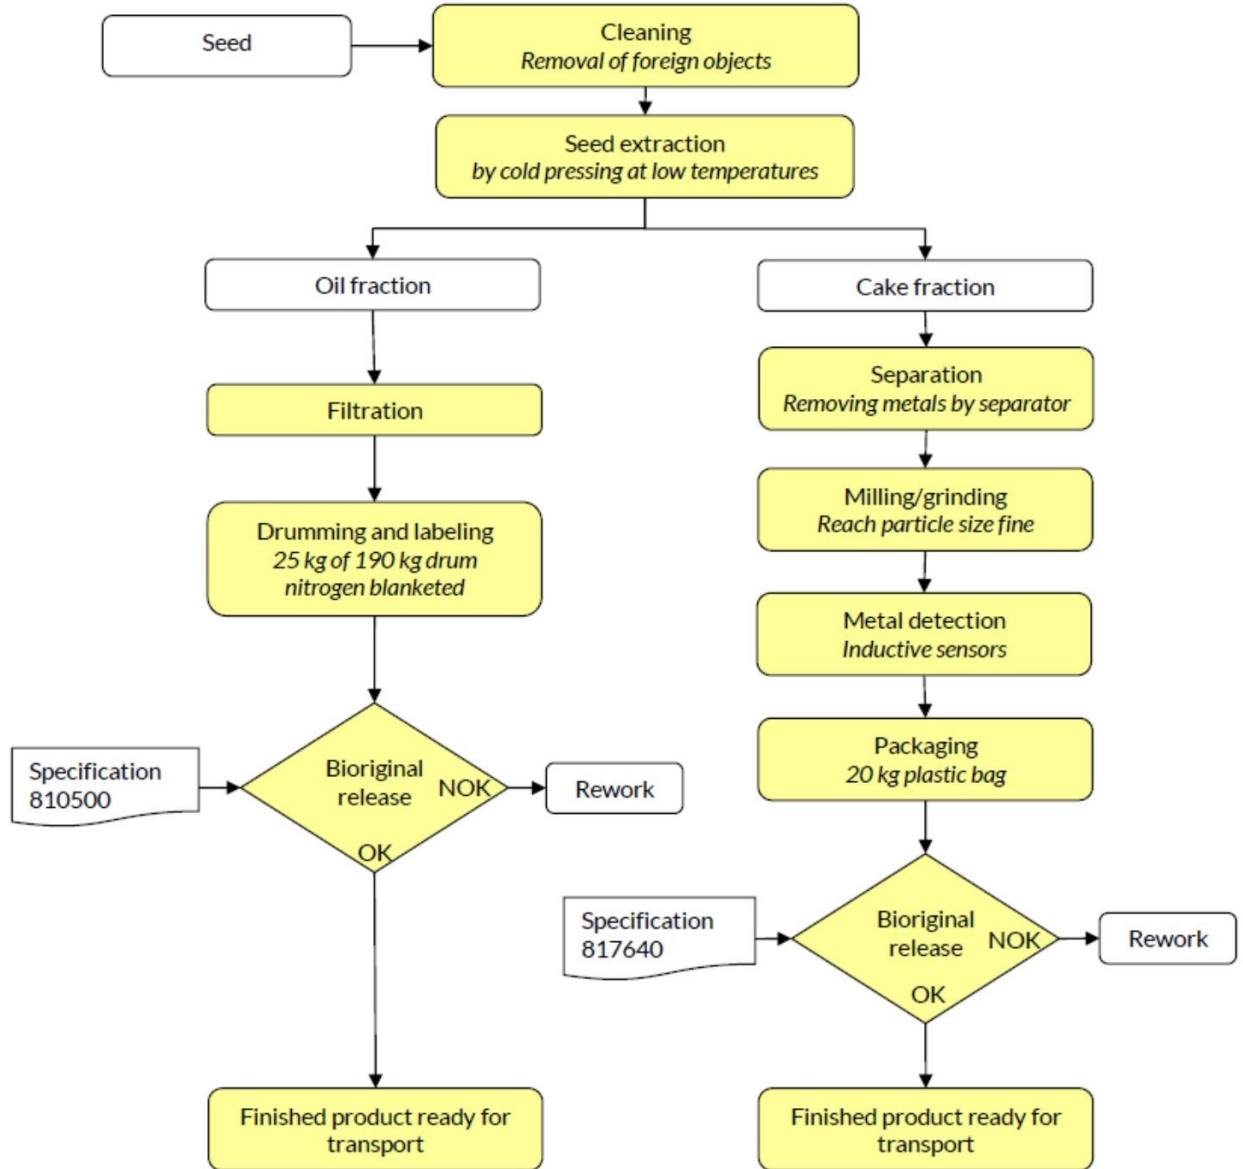 Seed
Cleaning
Removal of foreign objects
Seed extraction
by cold pressing at low temperatures
Oil fraction
Filtration
Drumming and labeling
25 kg of 190 kg drum
nitrogen blanketed
Specification
810500
Bioriginal
release
NOK
OK
Rework
Finished product ready for
transport
Cake fraction
Separation
Removing metals by separator
Milling/grinding
Reach particle size fine
Metal detection
Inductive sensors
Packaging
20 kg plastic bag
Specification
817640
Bioriginal
release
NOK
OK
Rework
Finished product ready for
transport